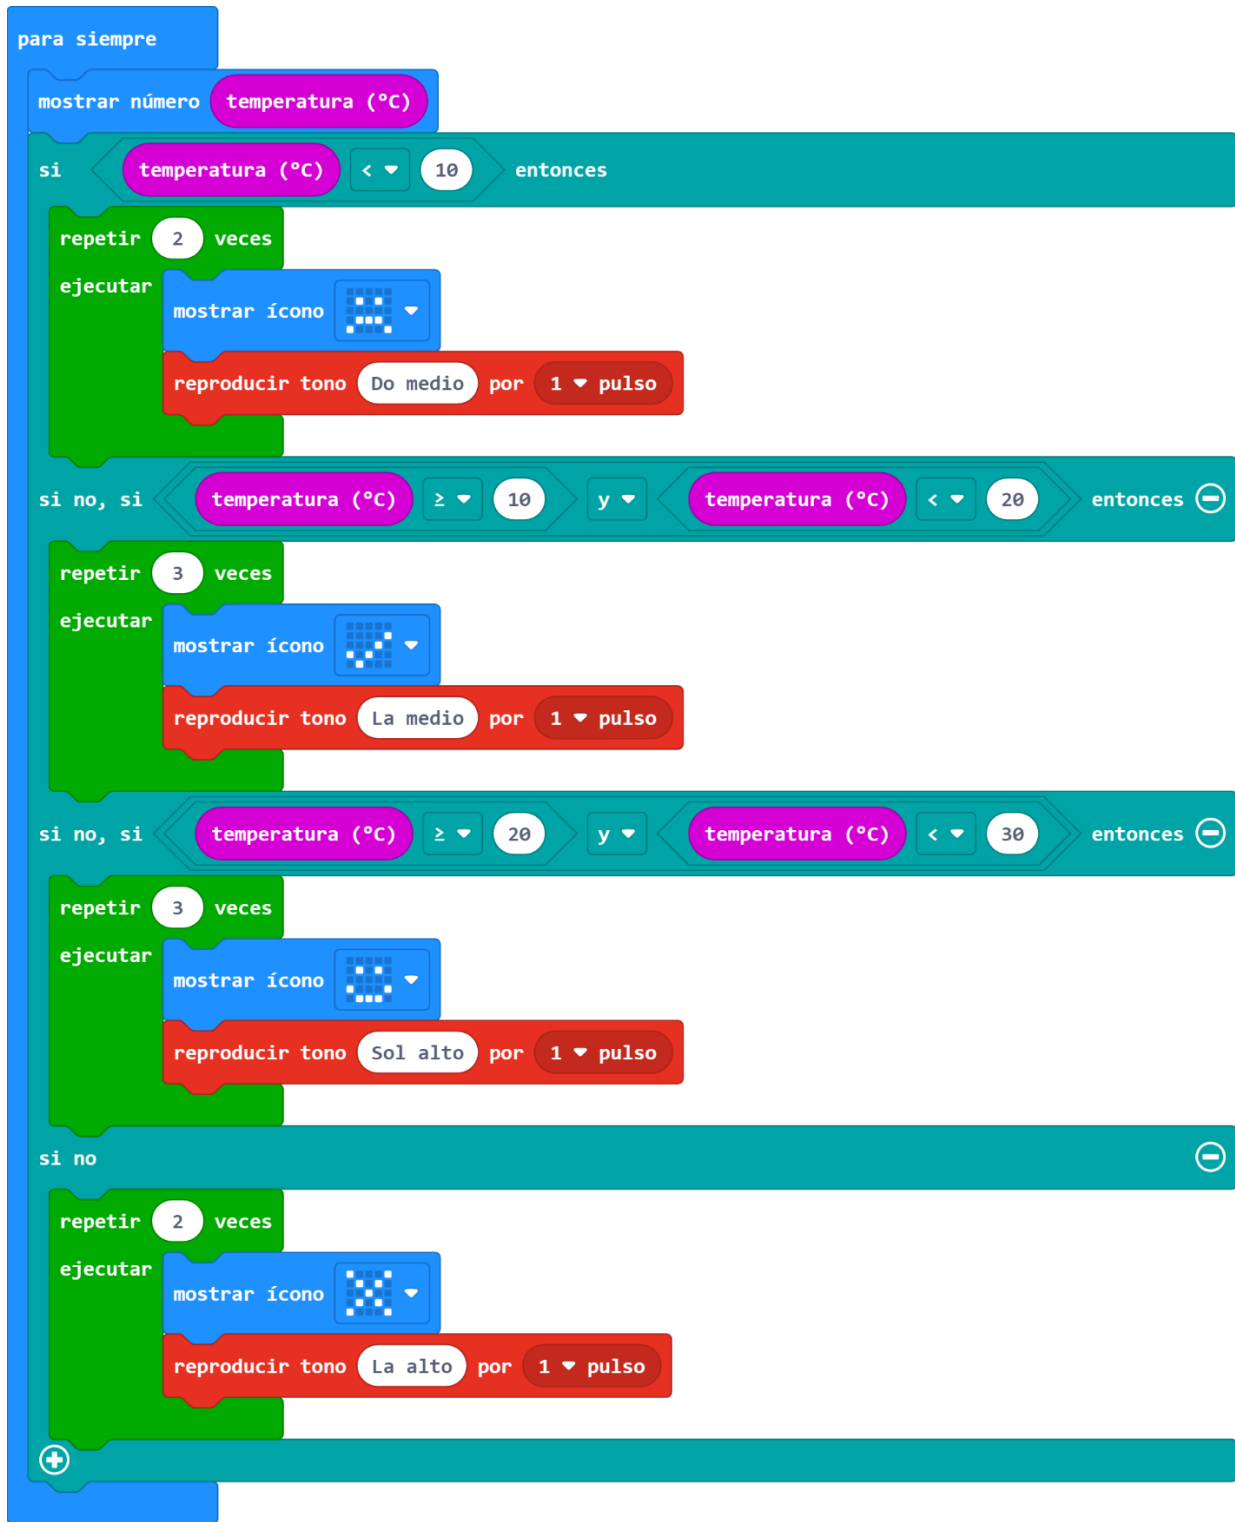 para siempre
mostrar número temperatura (°C)
si temperatura (°C) < 10 entonces
repetir 2 veces
ejecutar
mostrar ícono
reproducir tono Do medio por 1 pulso
si no, si temperatura (°C) ≥ 10 y temperatura (°C) < 20 entonces
repetir 3 veces
ejecutar
mostrar ícono
reproducir tono La medio por 1 pulso
si no, si temperatura (°C) ≥ 20 y temperatura (°C) < 30 entonces
repetir 3 veces
ejecutar
mostrar ícono
reproducir tono Sol alto por 1 pulso
si no
repetir 2 veces
ejecutar
mostrar ícono
reproducir tono La alto por 1 pulso